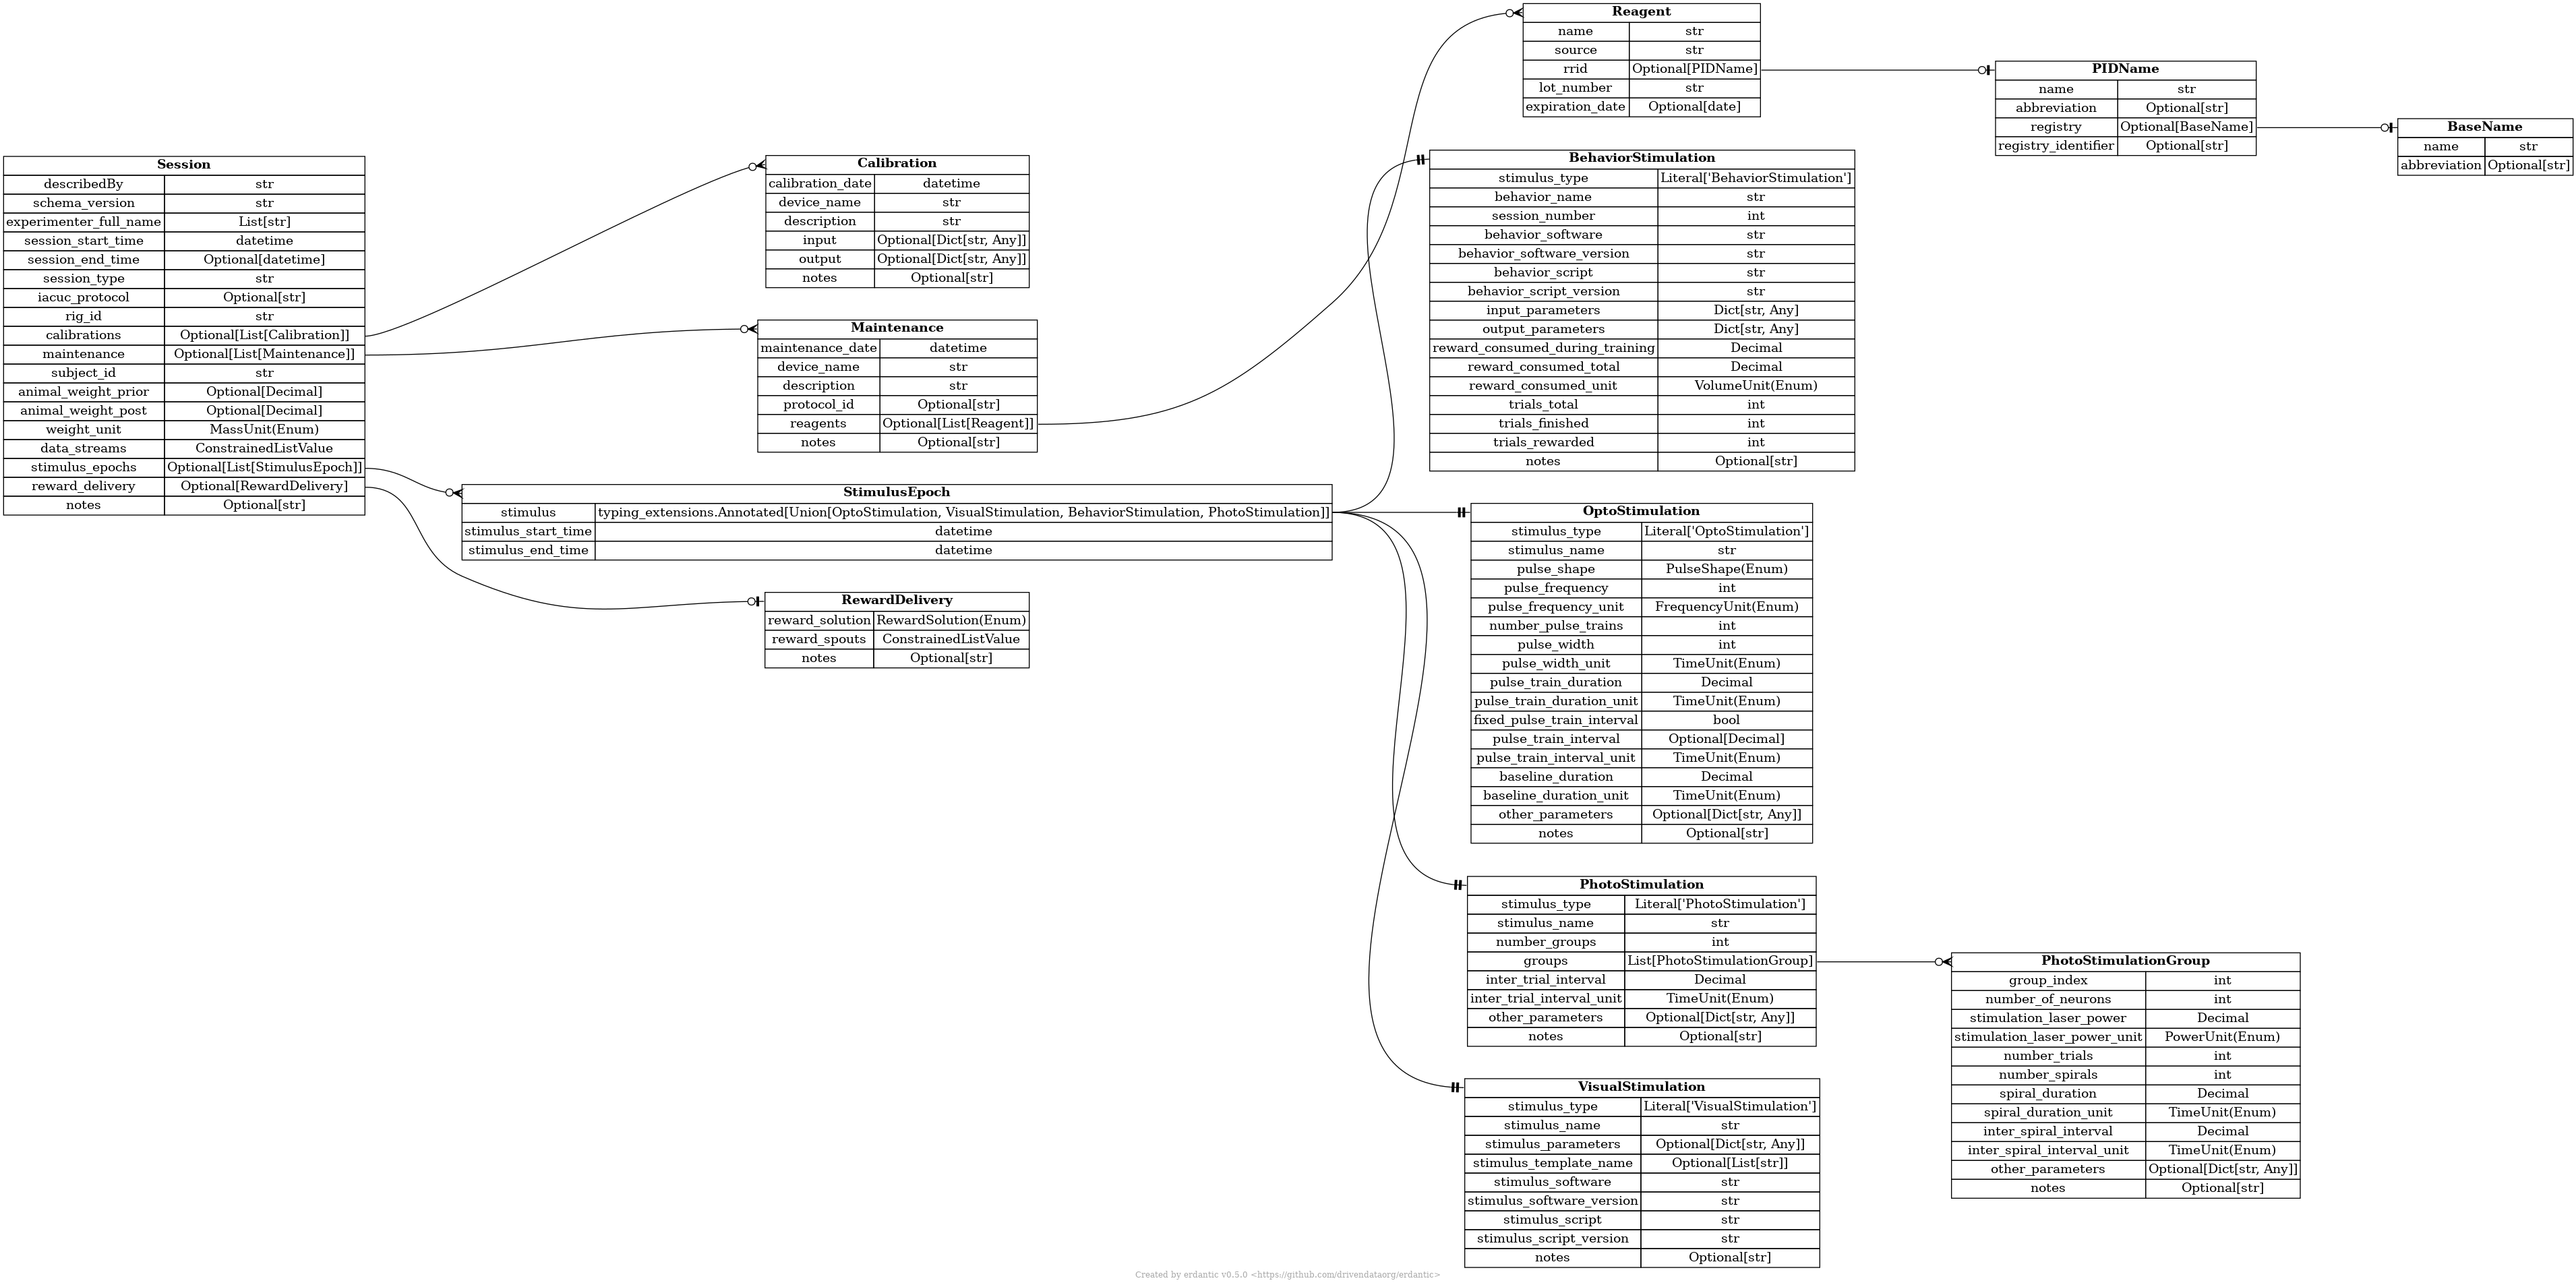 Session
describedBy str
schema_version str
experimenter_full_name List[str]
session_start_time datetime
session_end_time Optional[datetime]
session_type str
iacuc_protocol Optional[str]
rig_id str
calibrations Optional[List[Calibration]]
maintenance Optional[List[Maintenance]]
subject_id str
animal_weight_prior Optional[Decimal]
animal_weight_post Optional[Decimal]
weight_unit MassUnit(Enum)
data_streams ConstrainedListValue
stimulus_epochs Optional[List[StimulusEpoch]]
reward_delivery Optional[RewardDelivery]
notes Optional[str]
Calibration
calibration_date datetime
device_name str
description str
input Optional[Dict[str, Any]]
output Optional[Dict[str, Any]]
notes Optional[str]
Maintenance
maintenance_date datetime
device_name str
description str
protocol_id Optional[str]
reagents Optional[List[Reagent]]
notes Optional[str]
StimulusEpoch
stimulus typing_extensions.Annotated[Union[OptoStimulation, VisualStimulation, BehaviorStimulation, PhotoStimulation]]
stimulus_start_time datetime
stimulus_end_time datetime
RewardDelivery
reward_solution RewardSolution(Enum)
reward_spouts ConstrainedListValue
notes Optional[str]
Reagent
name str
source str
rrid Optional[PIDName]
lot_number str
expiration_date Optional[date]
PIDName
name str
abbreviation Optional[str]
registry Optional[BaseName]
registry_identifier Optional[str]
BaseName
name str
abbreviation Optional[str]
BehaviorStimulation
stimulus_type Literal['BehaviorStimulation']
behavior_name str
session_number int
behavior_software str
behavior_software_version str
behavior_script str
behavior_script_version str
input_parameters Dict[str, Any]
output_parameters Dict[str, Any]
reward_consumed_during_training Decimal
reward_consumed_total Decimal
reward_consumed_unit VolumeUnit(Enum)
trials_total int
trials_finished int
trials_rewarded int
notes Optional[str]
OptoStimulation
stimulus_type Literal['OptoStimulation']
stimulus_name str
pulse_shape PulseShape(Enum)
pulse_frequency int
pulse_frequency_unit FrequencyUnit(Enum)
number_pulse_trains int
pulse_width int
pulse_width_unit TimeUnit(Enum)
pulse_train_duration Decimal
pulse_train_duration_unit TimeUnit(Enum)
fixed_pulse_train_interval bool
pulse_train_interval Optional[Decimal]
pulse_train_interval_unit TimeUnit(Enum)
baseline_duration Decimal
baseline_duration_unit TimeUnit(Enum)
other_parameters Optional[Dict[str, Any]]
notes Optional[str]
PhotoStimulation
stimulus_type Literal['PhotoStimulation']
stimulus_name str
number_groups int
groups List[PhotoStimulationGroup]
inter_trial_interval Decimal
inter_trial_interval_unit TimeUnit(Enum)
other_parameters Optional[Dict[str, Any]]
notes Optional[str]
PhotoStimulationGroup
group_index int
number_of_neurons int
stimulation_laser_power Decimal
stimulation_laser_power_unit PowerUnit(Enum)
number_trials int
number_spirals int
spiral_duration Decimal
spiral_duration_unit TimeUnit(Enum)
inter_spiral_interval Decimal
inter_spiral_interval_unit TimeUnit(Enum)
other_parameters Optional[Dict[str, Any]]
notes Optional[str]
VisualStimulation
stimulus_type Literal['VisualStimulation']
stimulus_name str
stimulus_parameters Optional[Dict[str, Any]]
stimulus_template_name Optional[List[str]]
stimulus_software str
stimulus_software_version str
stimulus_script str
stimulus_script_version str
notes Optional[str]
Created by erdantic v0.5.0 <https://github.com/drivendataorg/erdantic>